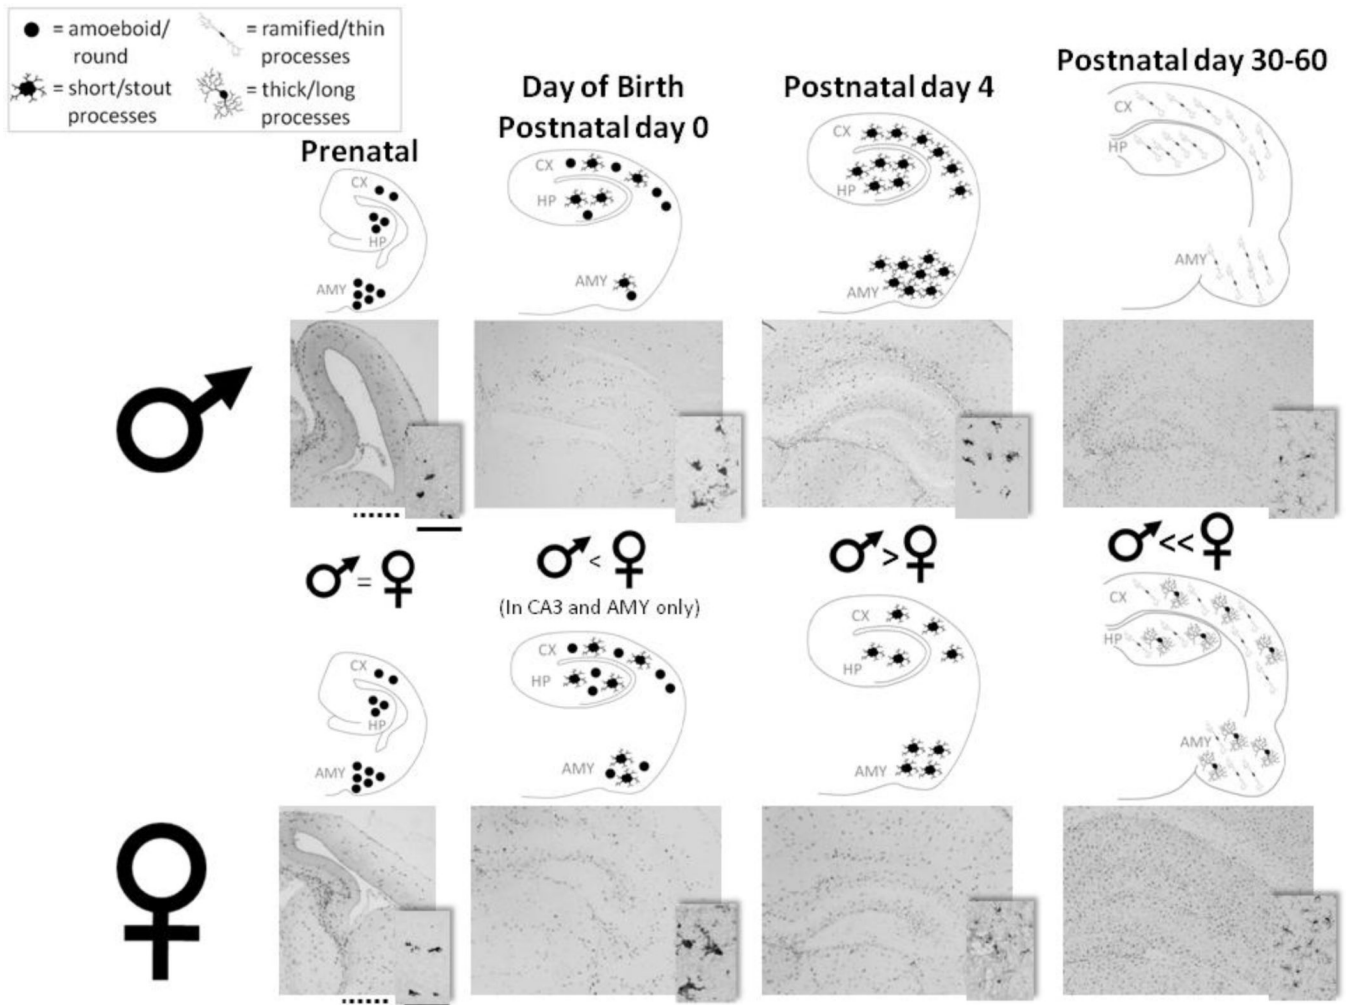 = amoeboid/
round
= ramified/thin
processes
= short/stout
processes
= thick/long
processes
Prenatal
Day of Birth
Postnatal day 0
Postnatal day 4
Postnatal day 30-60
CX
HP
AMY
CX
HP
AMY
CX
HP
AMY
CX
HP
AMY
♂ = ♀
♂ < ♀
(In CA3 and AMY only)
♂ > ♀
♂ << ♀
CX
HP
AMY
CX
HP
AMY
CX
HP
AMY
CX
HP
AMY